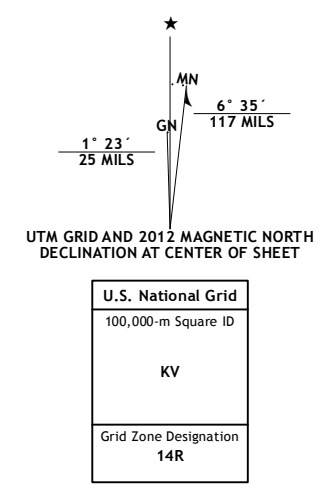 ★
MN
6° 35´
117 MILS
GN
1° 23´
25 MILS
UTM GRID AND 2012 MAGNETIC NORTH
DECLINATION AT CENTER OF SHEET
U.S. National Grid
100,000-m Square ID
KV
Grid Zone Designation
14R